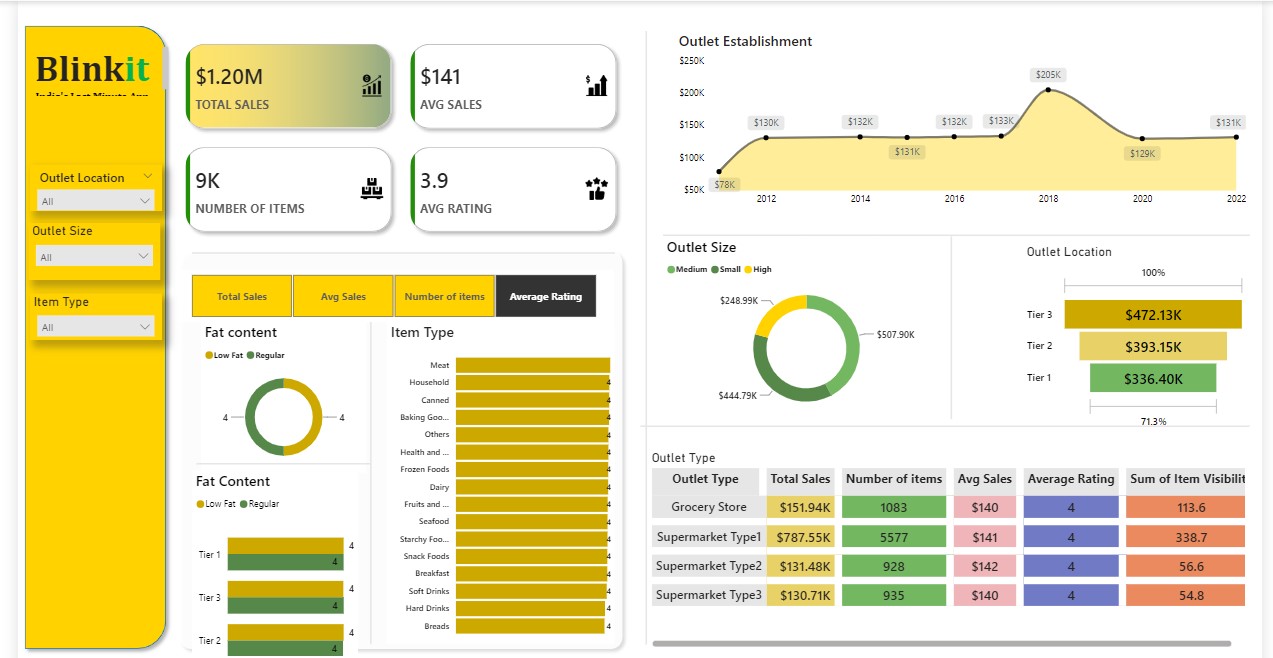 Blinkit
India's Last Minute App
Outlet Location
All
Outlet Size
All
Item Type
All
$1.20M
TOTAL SALES
$141
AVG SALES
9K
NUMBER OF ITEMS
3.9
AVG RATING
Total Sales Avg Sales Number of items Average Rating
Fat content
Low Fat Regular
4 4
Fat Content
Low Fat Regular
Tier 1 4
4
Tier 3 4
4
Tier 2 4
4
Item Type
Meat
Household 4
Canned 4
Baking Goo... 4
Others 4
Health and ... 4
Frozen Foods 4
Dairy 4
Fruits and ... 4
Seafood 4
Starchy Foo... 4
Snack Foods 4
Breakfast 4
Soft Drinks 4
Hard Drinks 4
Breads 4
Outlet Establishment
$250K
$200K
$150K
$100K
$50K
$78K $130K $132K $131K $132K $133K $205K $129K $131K
2012 2014 2016 2018 2020 2022
Outlet Size
Medium Small High
$248.99K
$507.90K
$444.79K
Outlet Location
100%
Tier 3 $472.13K
Tier 2 $393.15K
Tier 1 $336.40K
71.3%
Outlet Type
Outlet Type Total Sales Number of items Avg Sales Average Rating Sum of Item Visibilit
Grocery Store $151.94K 1083 $140 4 113.6
Supermarket Type1 $787.55K 5577 $141 4 338.7
Supermarket Type2 $131.48K 928 $142 4 56.6
Supermarket Type3 $130.71K 935 $140 4 54.8